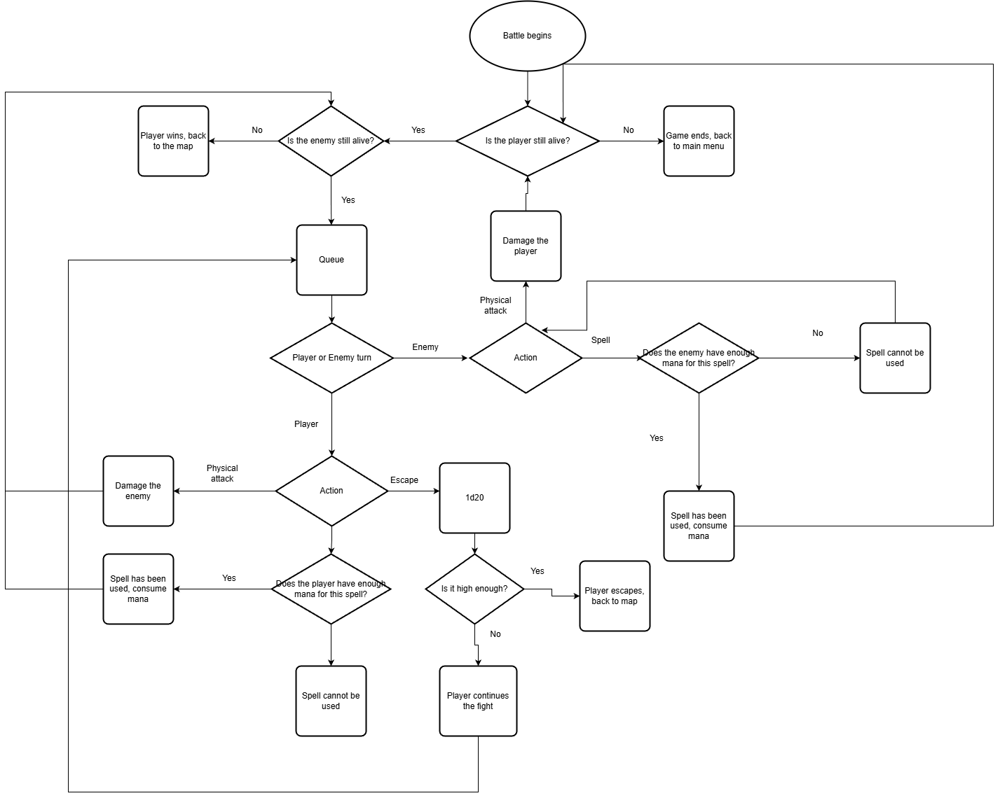 Battle begins
Player wins, back
to the map
No
Is the enemy still alive?
Yes
Is the player still alive?
No
Game ends, back
to main menu
Yes
Queue
Damage the
player
Physical
attack
Player or Enemy turn
Enemy
Action
Spell
Does the enemy have enough
mana for this spell?
No
Spell cannot be
used
Player
Yes
Damage the
enemy
Physical
attack
Action
Escape
1d20
Spell has been
used, consume
mana
Spell has been
used, consume
mana
Yes
Does the player have enough
mana for this spell?
Is it high enough?
Yes
Player escapes,
back to map
No
Spell cannot be
used
Player continues
the fight